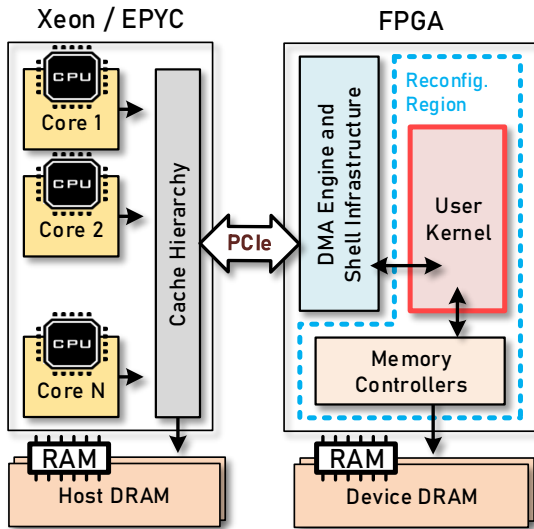 Xeon / EPYC
CPU
Core 1
CPU
Core 2
CPU
Core N
Cache Hierarchy
RAM
Host DRAM
PCIe
FPGA
DMA Engine and
Shell Infrastructure
Reconfig.
Region
User
Kernel
Memory
Controllers
RAM
Device DRAM